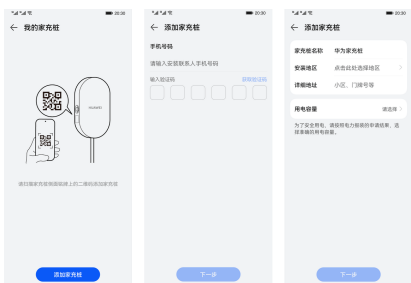 20:30
我的家充桩
HUAWEI
请扫描家充桩侧面铭牌上的二维码添加家充桩
添加家充桩
20:30
添加家充桩
手机号码
请输入安装联系人手机号码
输入验证码 获取验证码
下一步
20:30
添加家充桩
家充桩名称 华为家充桩
安装地区 点击此处选择地区
详细地址 小区、门牌号等
用电容量 请选择
为了安全用电，请按照电力报装的申请结果，选
择准确的用电容量。
下一步